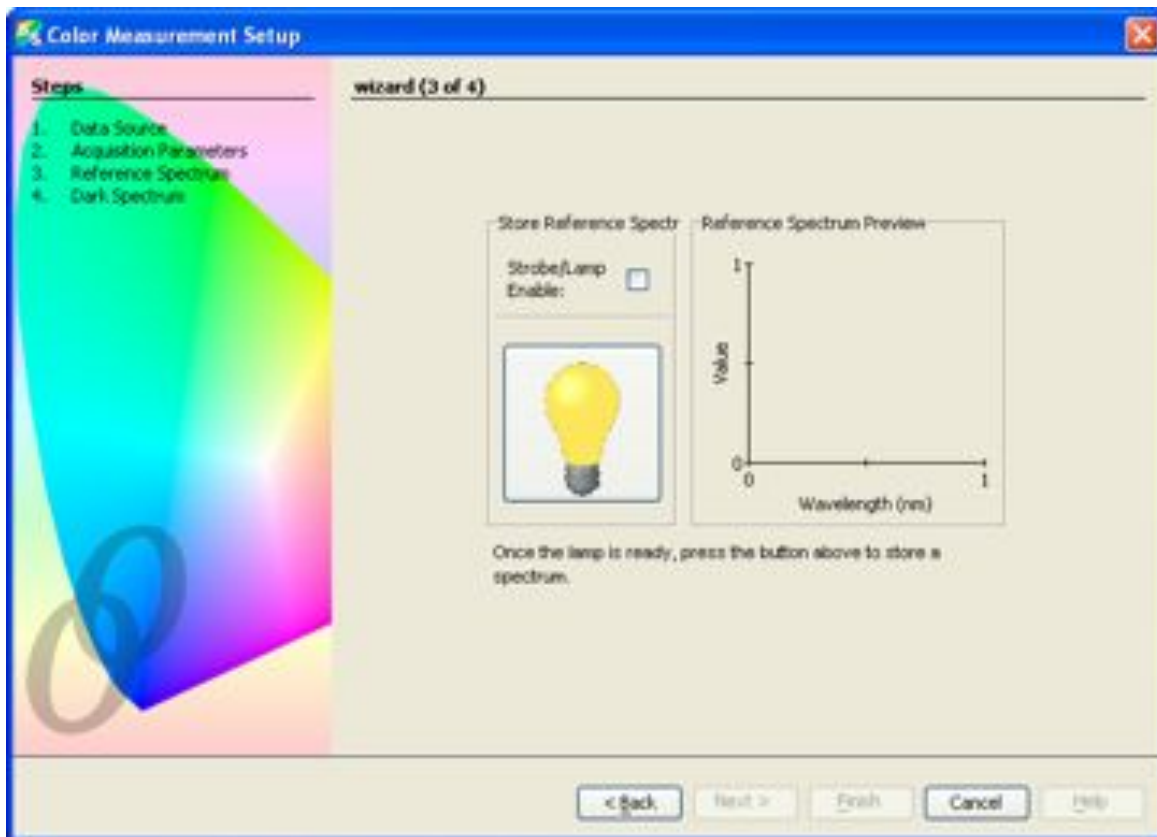 Color Measurement Setup
Steps
1. Data Source
2. Acquisition Parameters
3. Reference Spectrum
4. Dark Spectrum
wizard (3 of 4)
Store Reference Spectr
Strobe/Lamp
Enable:
Reference Spectrum Preview
1
Value
0
0
1
Wavelength (nm)
Once the lamp is ready, press the button above to store a
spectrum.
< Back
Next >
Finish
Cancel
Help